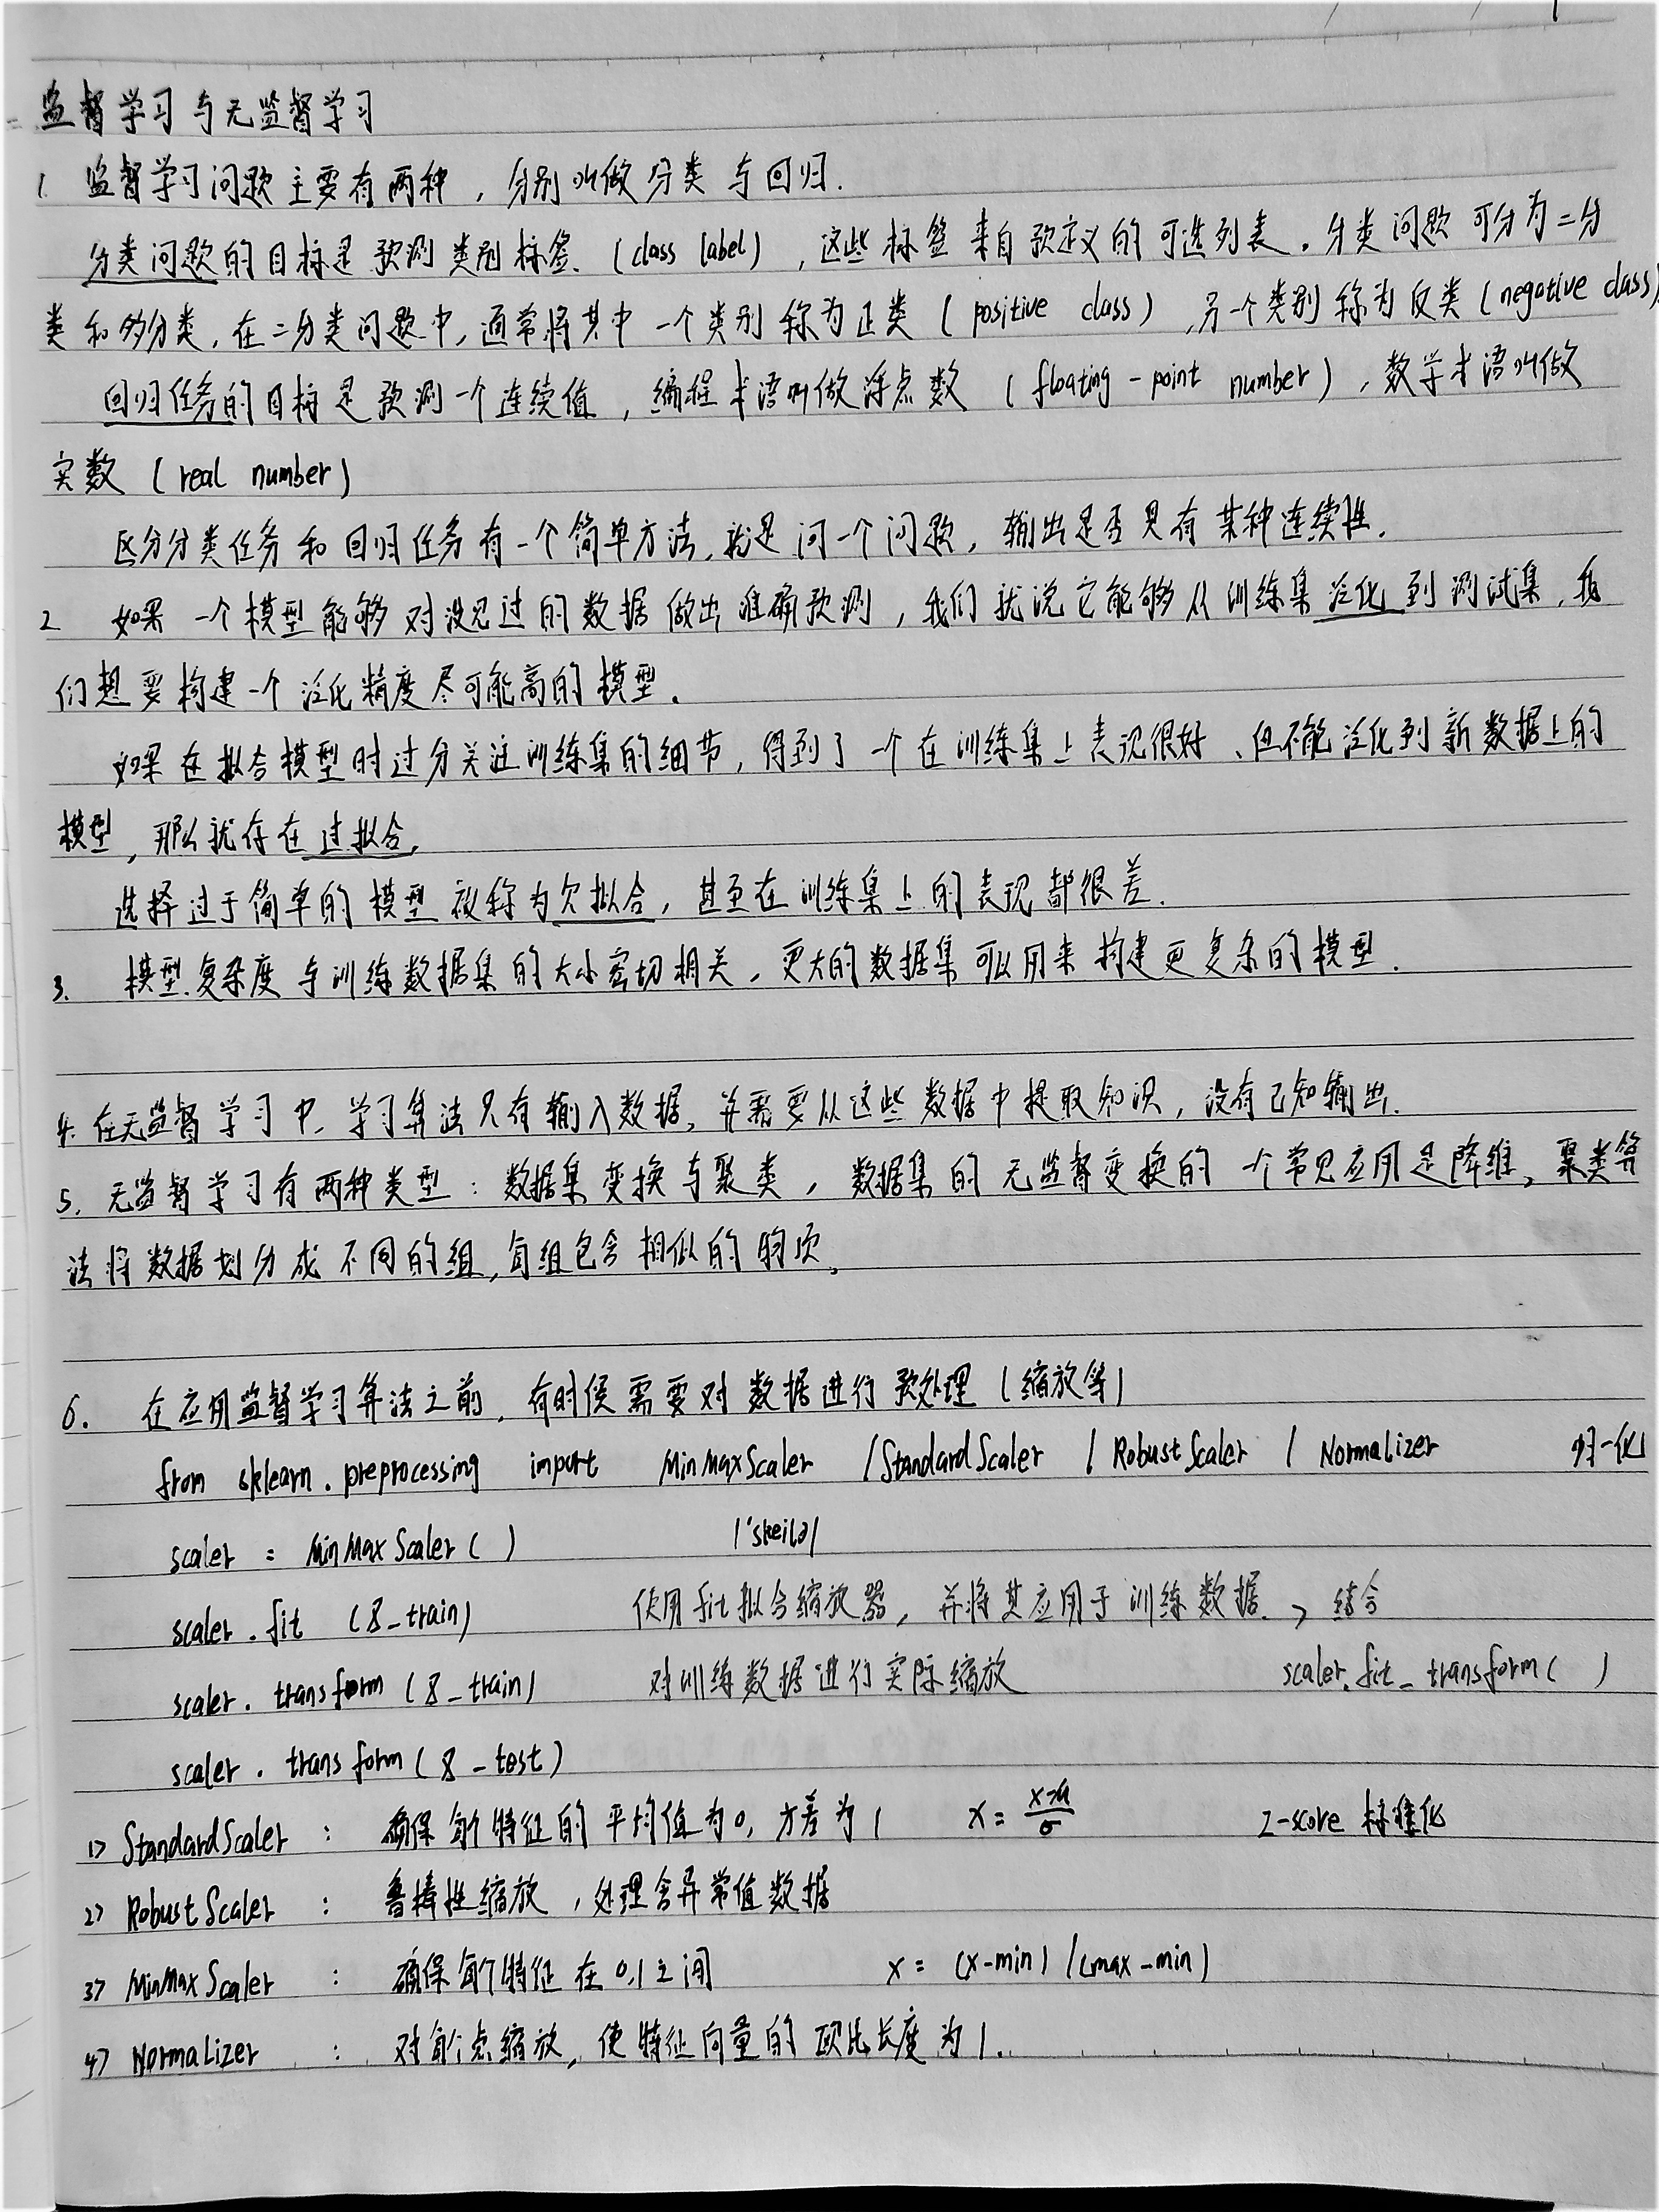 监督学习与无监督学习
1. 监督学习问题主要有两种，分别叫做分类与回归.
分类问题的目标是预测类别标签.(class label)，这些标签来自预定义的可选列表。分类问题可分为二分
类和多分类，在二分类问题中，通常将其中一个类别称为正类(positive class)，另一个类别称为反类(negative class)
回归任务的目标是预测一个连续值，编程术语叫做浮点数(floating-point number)，数学术语叫做
实数(real number)
区分分类任务和回归任务有一个简单方法，就是问一个问题，输出是否具有某种连续性.
2 如果一个模型能够对没见过的数据做出准确预测，我们就说它能够从训练集泛化到测试集，我
们想要构建一个泛化精度尽可能高的模型.
如果在拟合模型时过分关注训练集的细节，得到了一个在训练集上表现很好、但不能泛化到新数据上的
模型，那么就存在过拟合，
选择过于简单的模型被称为欠拟合，甚至在训练集上的表现都很差.
3. 模型复杂度与训练数据集的大小密切相关，更大的数据集可以用来构建更复杂的模型.
4. 在无监督学习中，学习算法只有输入数据，并需要从这些数据中提取知识，没有已知输出.
5. 无监督学习有两种类型：数据集变换与聚类，数据集的无监督变换的一个常见应用是降维，聚类算
法将数据划分成不同的组，每组包含相似的物项。
6. 在应用监督学习算法之前，有时候需要对数据进行预处理(缩放等)
from sklearn.preprocessing import MinMaxScaler /StandardScaler / RobustScaler / Normalizer 归一化
scaler = MinMaxScaler( ) /'skeilə/
scaler.fit (X_train) 使用fit拟合缩放器，并将其应用于训练数据. > 结合
scaler.transform (X_train) 对训练数据进行实际缩放 scaler.fit_transform( )
scaler.transform(X_test)
1> StandardScaler : 确保每个特征的平均值为0，方差为1 x = (x-μ)/σ Z-score 标准化
2> RobustScaler : 鲁棒性缩放，处理含异常值数据
3> MinMaxScaler : 确保每个特征在0,1之间 x = (x-min)/(max-min)
4> Normalizer : 对每个点缩放，使特征向量的欧氏长度为1.